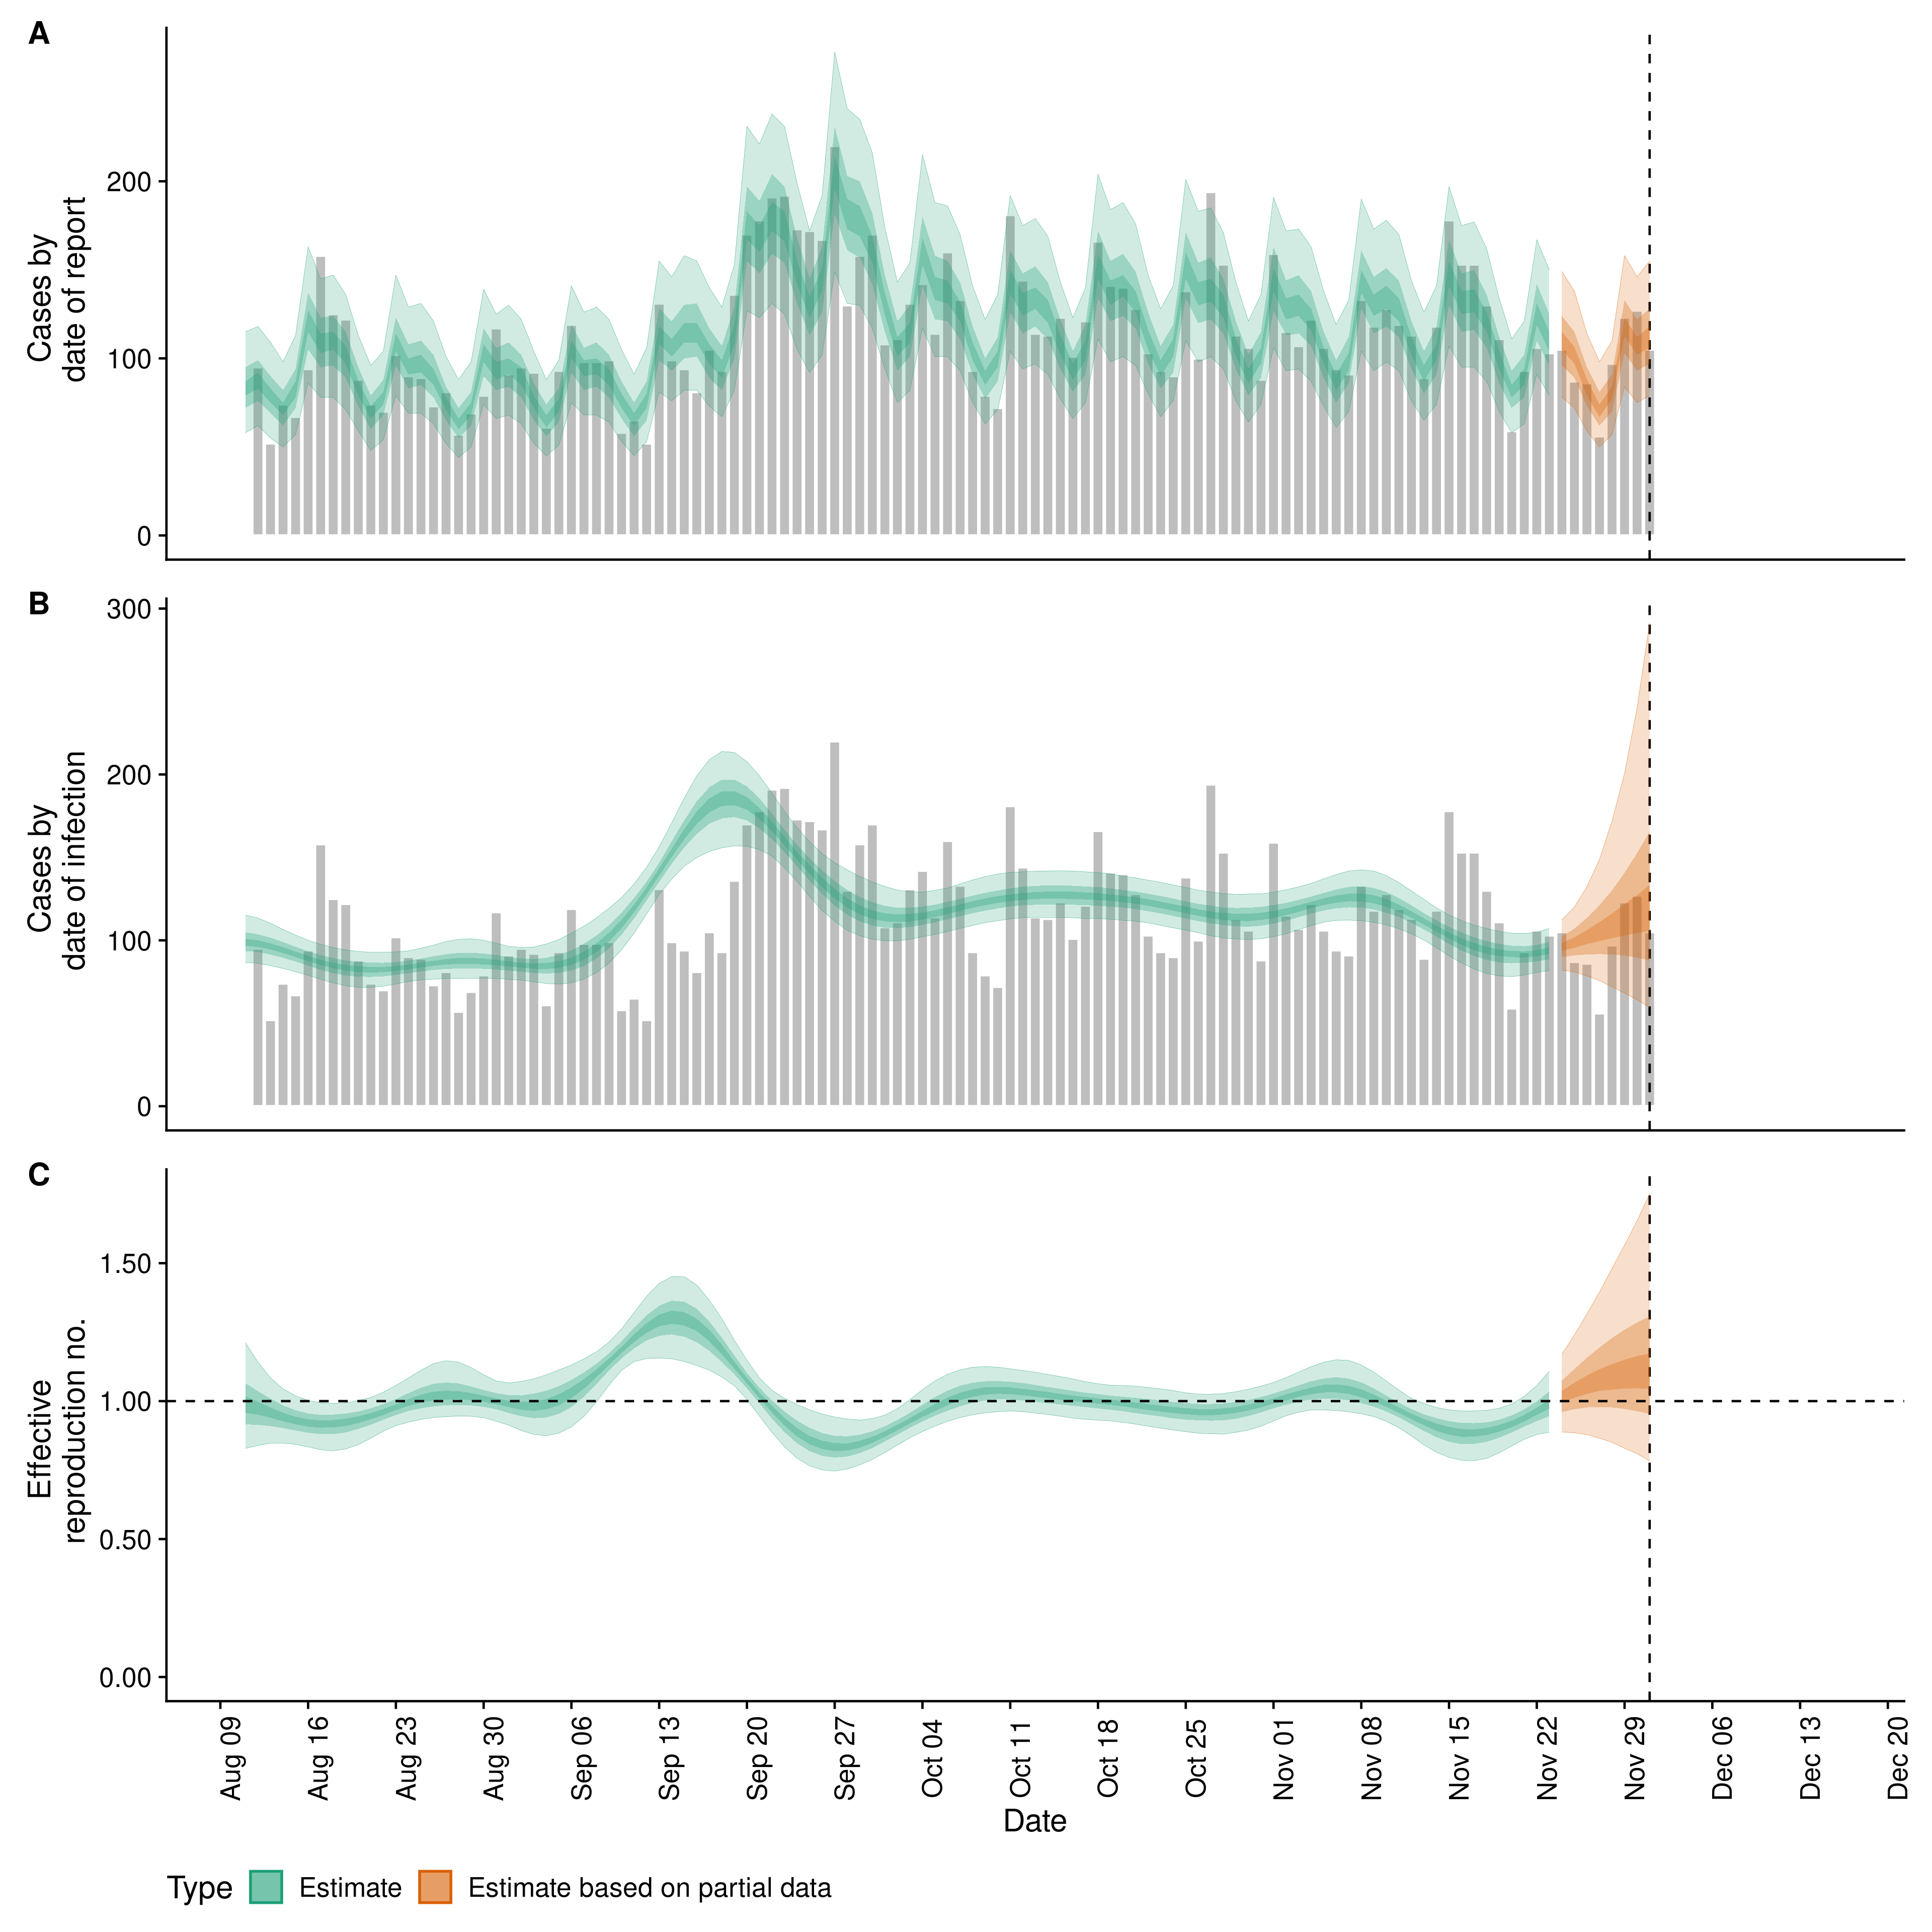 A
Cases by
date of report
200
100
0
B
Cases by
date of infection
300
200
100
0
C
Effective
reproduction no.
1.50
1.00
0.50
0.00
Aug 09
Aug 16
Aug 23
Aug 30
Sep 06
Sep 13
Sep 20
Sep 27
Oct 04
Oct 11
Oct 18
Oct 25
Nov 01
Nov 08
Nov 15
Nov 22
Nov 29
Dec 06
Dec 13
Dec 20
Date
Type Estimate Estimate based on partial data